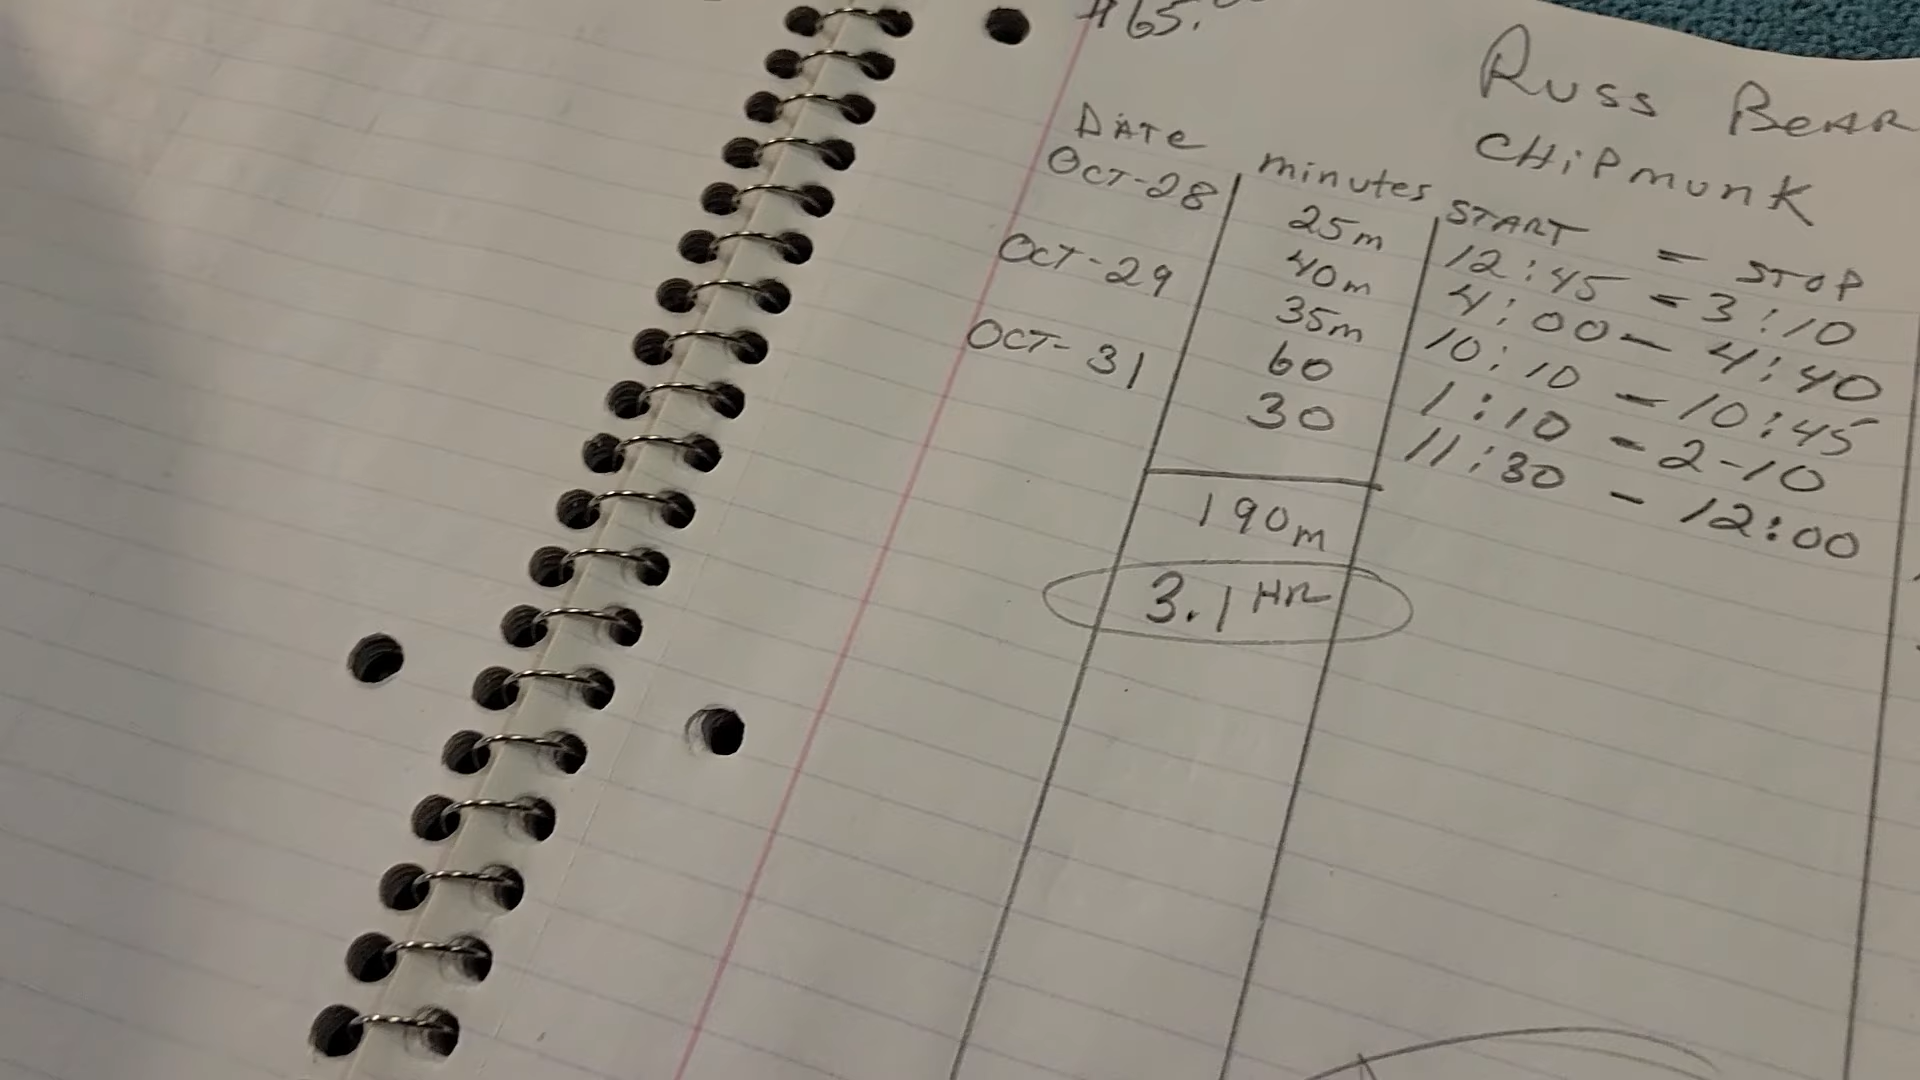 #65.
RUSS BEAR
CHIPMUNK
DATE minutes START = STOP
OCT-28 25m 12:45 = 3:10
40m 4:00 - 4:40
OCT-29 35m 10:10 - 10:45
60 1:10 - 2-10
OCT-31 30 11:30 - 12:00
190m
3.1 HR